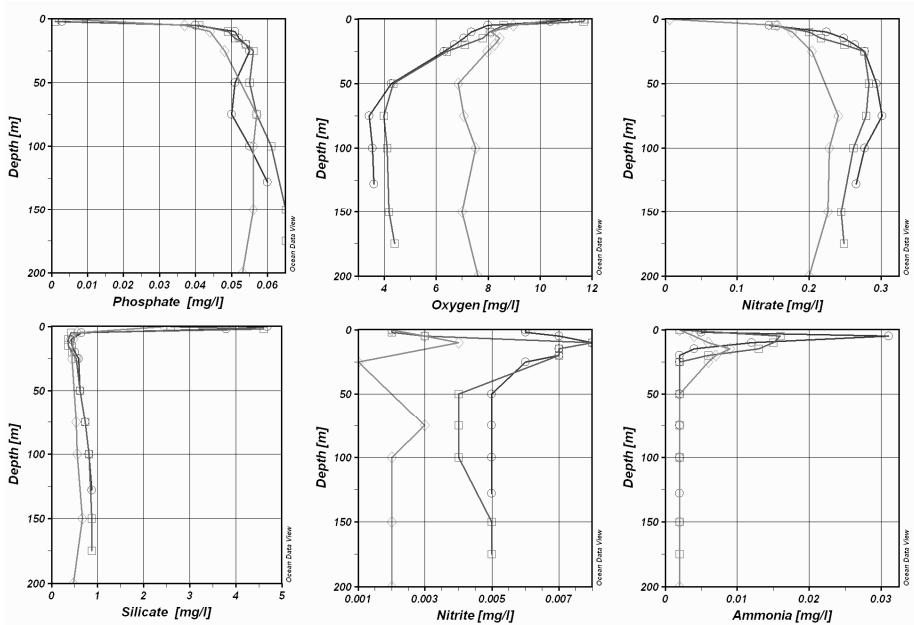 0
50
100
150
200
Depth [m]
0 0.01 0.02 0.03 0.04 0.05 0.06
Phosphate [mg/l]
Ocean Data View
0
50
100
150
200
Depth [m]
4 6 8 10 12
Oxygen [mg/l]
Ocean Data View
0
50
100
150
200
Depth [m]
0 0.1 0.2 0.3
Nitrate [mg/l]
Ocean Data View
0
50
100
150
200
Depth [m]
0 1 2 3 4 5
Silicate [mg/l]
Ocean Data View
0
50
100
150
200
Depth [m]
0.001 0.003 0.005 0.007
Nitrite [mg/l]
Ocean Data View
0
50
100
150
200
Depth [m]
0 0.01 0.02 0.03
Ammonia [mg/l]
Ocean Data View